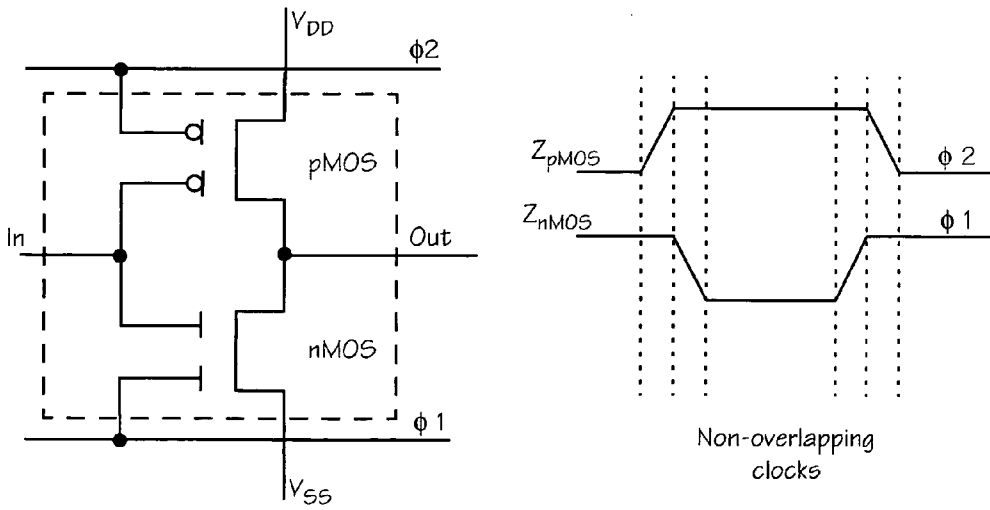 V_DD
ϕ2
pMOS
In
Out
nMOS
ϕ1
V_SS
Z_pMOS
ϕ 2
Z_nMOS
ϕ 1
Non-overlapping
clocks